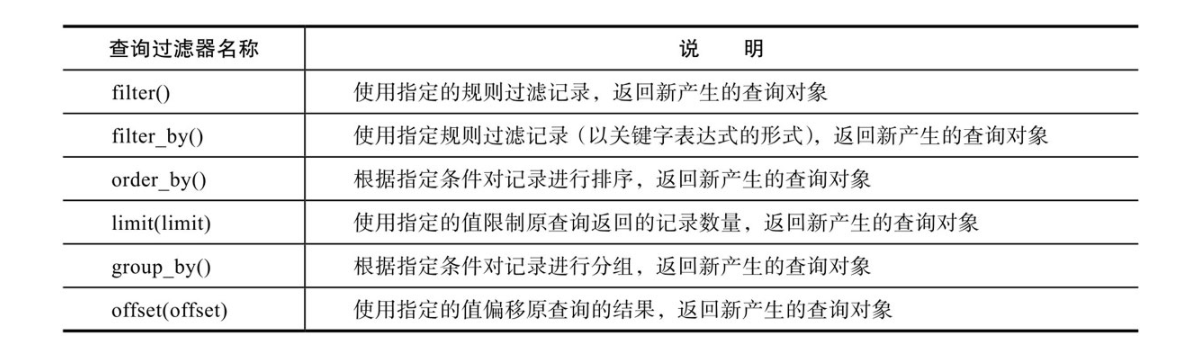 查询过滤器名称 说 明
filter() 使用指定的规则过滤记录，返回新产生的查询对象
filter_by() 使用指定规则过滤记录（以关键字表达式的形式），返回新产生的查询对象
order_by() 根据指定条件对记录进行排序，返回新产生的查询对象
limit(limit) 使用指定的值限制原查询返回的记录数量，返回新产生的查询对象
group_by() 根据指定条件对记录进行分组，返回新产生的查询对象
offset(offset) 使用指定的值偏移原查询的结果，返回新产生的查询对象